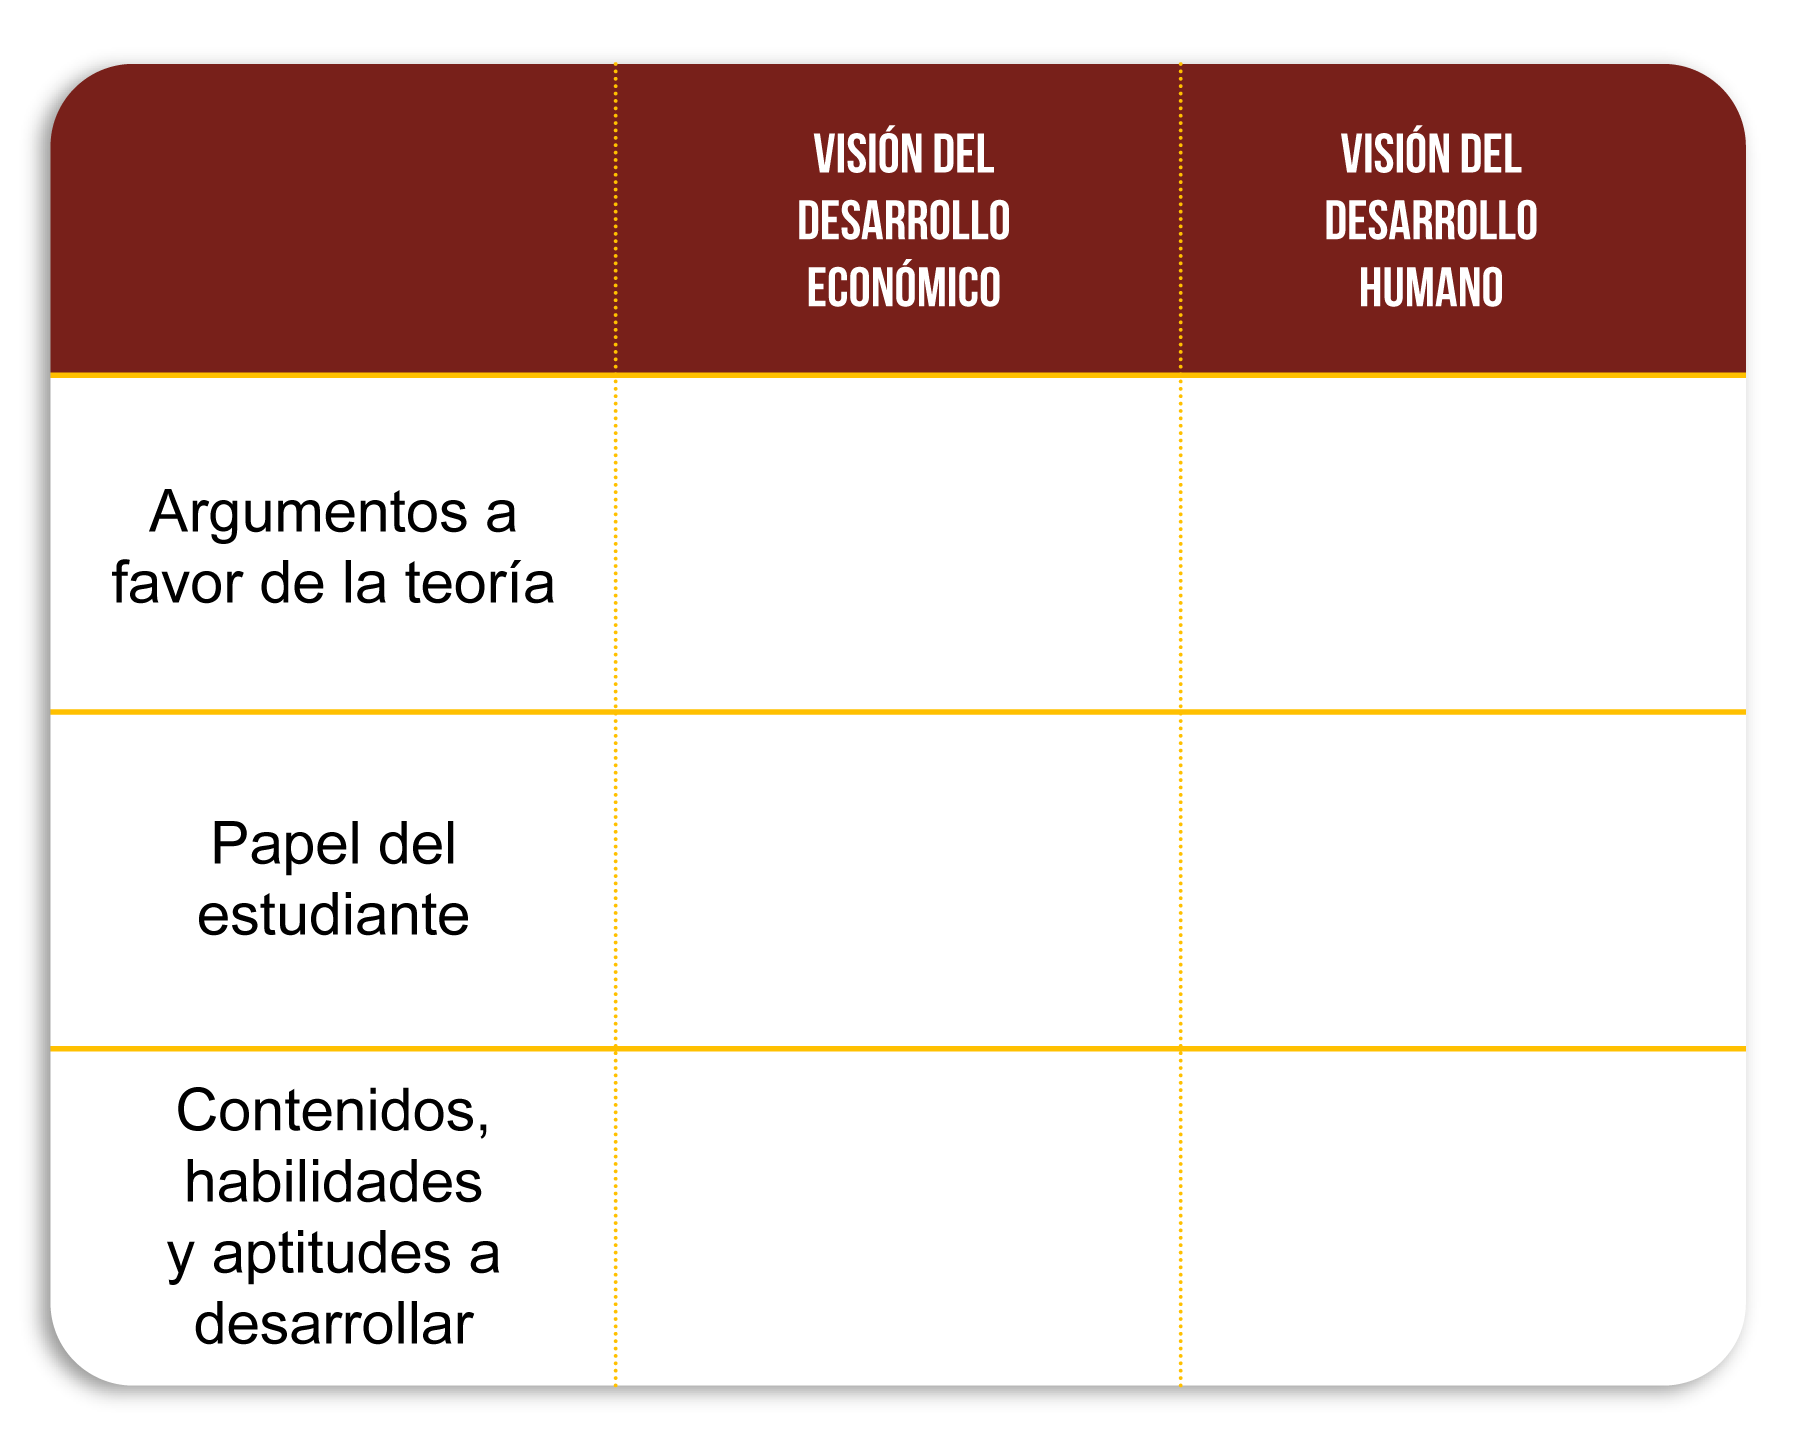 VISIÓN DEL
DESARROLLO
ECONÓMICO
VISIÓN DEL
DESARROLLO
HUMANO
Argumentos a
favor de la teoría
Papel del
estudiante
Contenidos,
habilidades
y aptitudes a
desarrollar